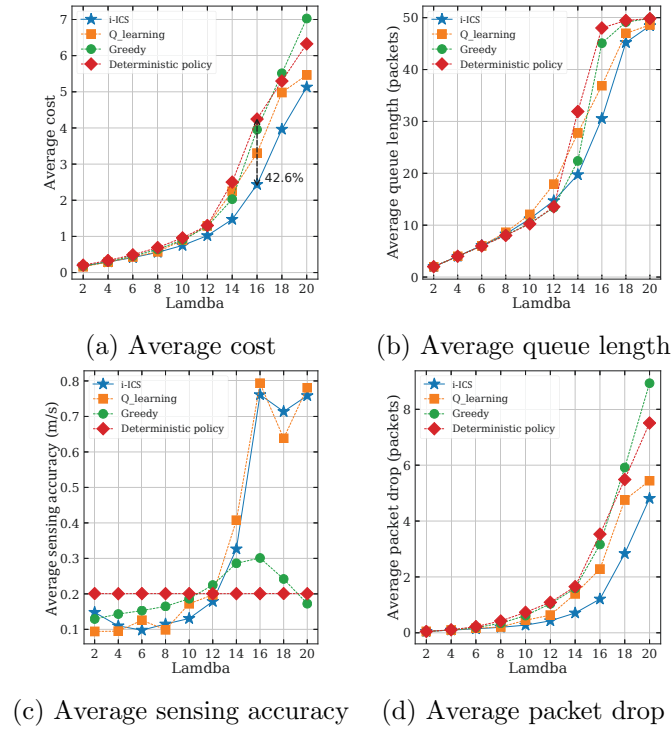 7
6
5
4
3
2
1
0
Average cost
i-ICS
Q_learning
Greedy
Deterministic policy
42.6%
2 4 6 8 10 12 14 16 18 20
Lamdba
(a) Average cost
50
40
30
20
10
0
Average queue length (packets)
i-ICS
Q_learning
Greedy
Deterministic policy
2 4 6 8 10 12 14 16 18 20
Lamdba
(b) Average queue length
0.8
0.7
0.6
0.5
0.4
0.3
0.2
0.1
Average sensing accuracy (m/s)
i-ICS
Q_learning
Greedy
Deterministic policy
2 4 6 8 10 12 14 16 18 20
Lamdba
(c) Average sensing accuracy
8
6
4
2
0
Average packet drop (packets)
i-ICS
Q_learning
Greedy
Deterministic policy
2 4 6 8 10 12 14 16 18 20
Lamdba
(d) Average packet drop